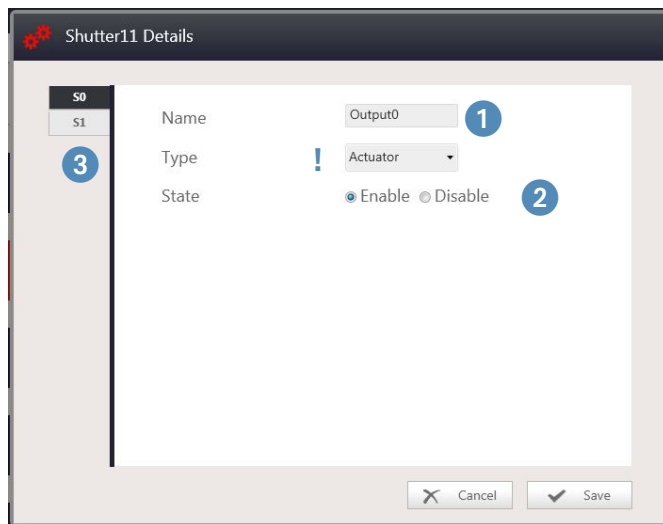 Shutter11 Details
S0
S1
3
Name Output0 1
Type ! Actuator
State Enable Disable 2
Cancel Save